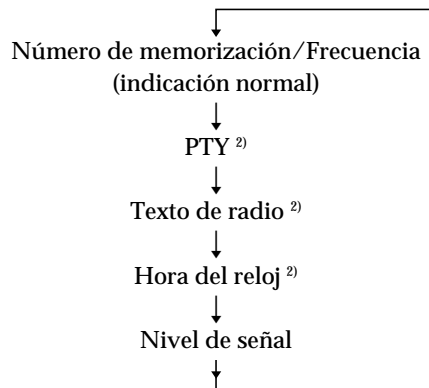 Número de memorización/Frecuencia
(indicación normal)
PTY 2)
Texto de radio 2)
Hora del reloj 2)
Nivel de señal